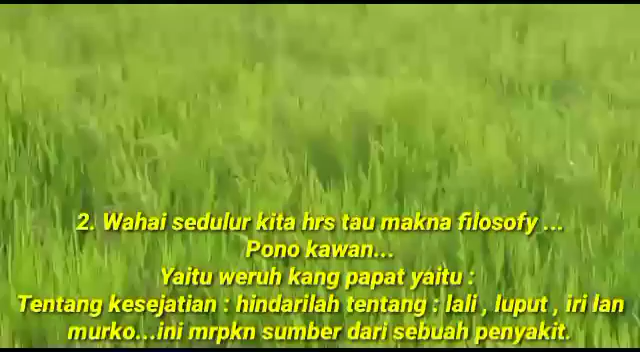 2. Wahai sedulur kita hrs tau makna filosofy ...
Pono kawan...
Yaitu weruh kang papat yaitu :
Tentang kesejatian : hindarilah tentang : lali , luput , iri lan
murko...ini mrpkn sumber dari sebuah penyakit.